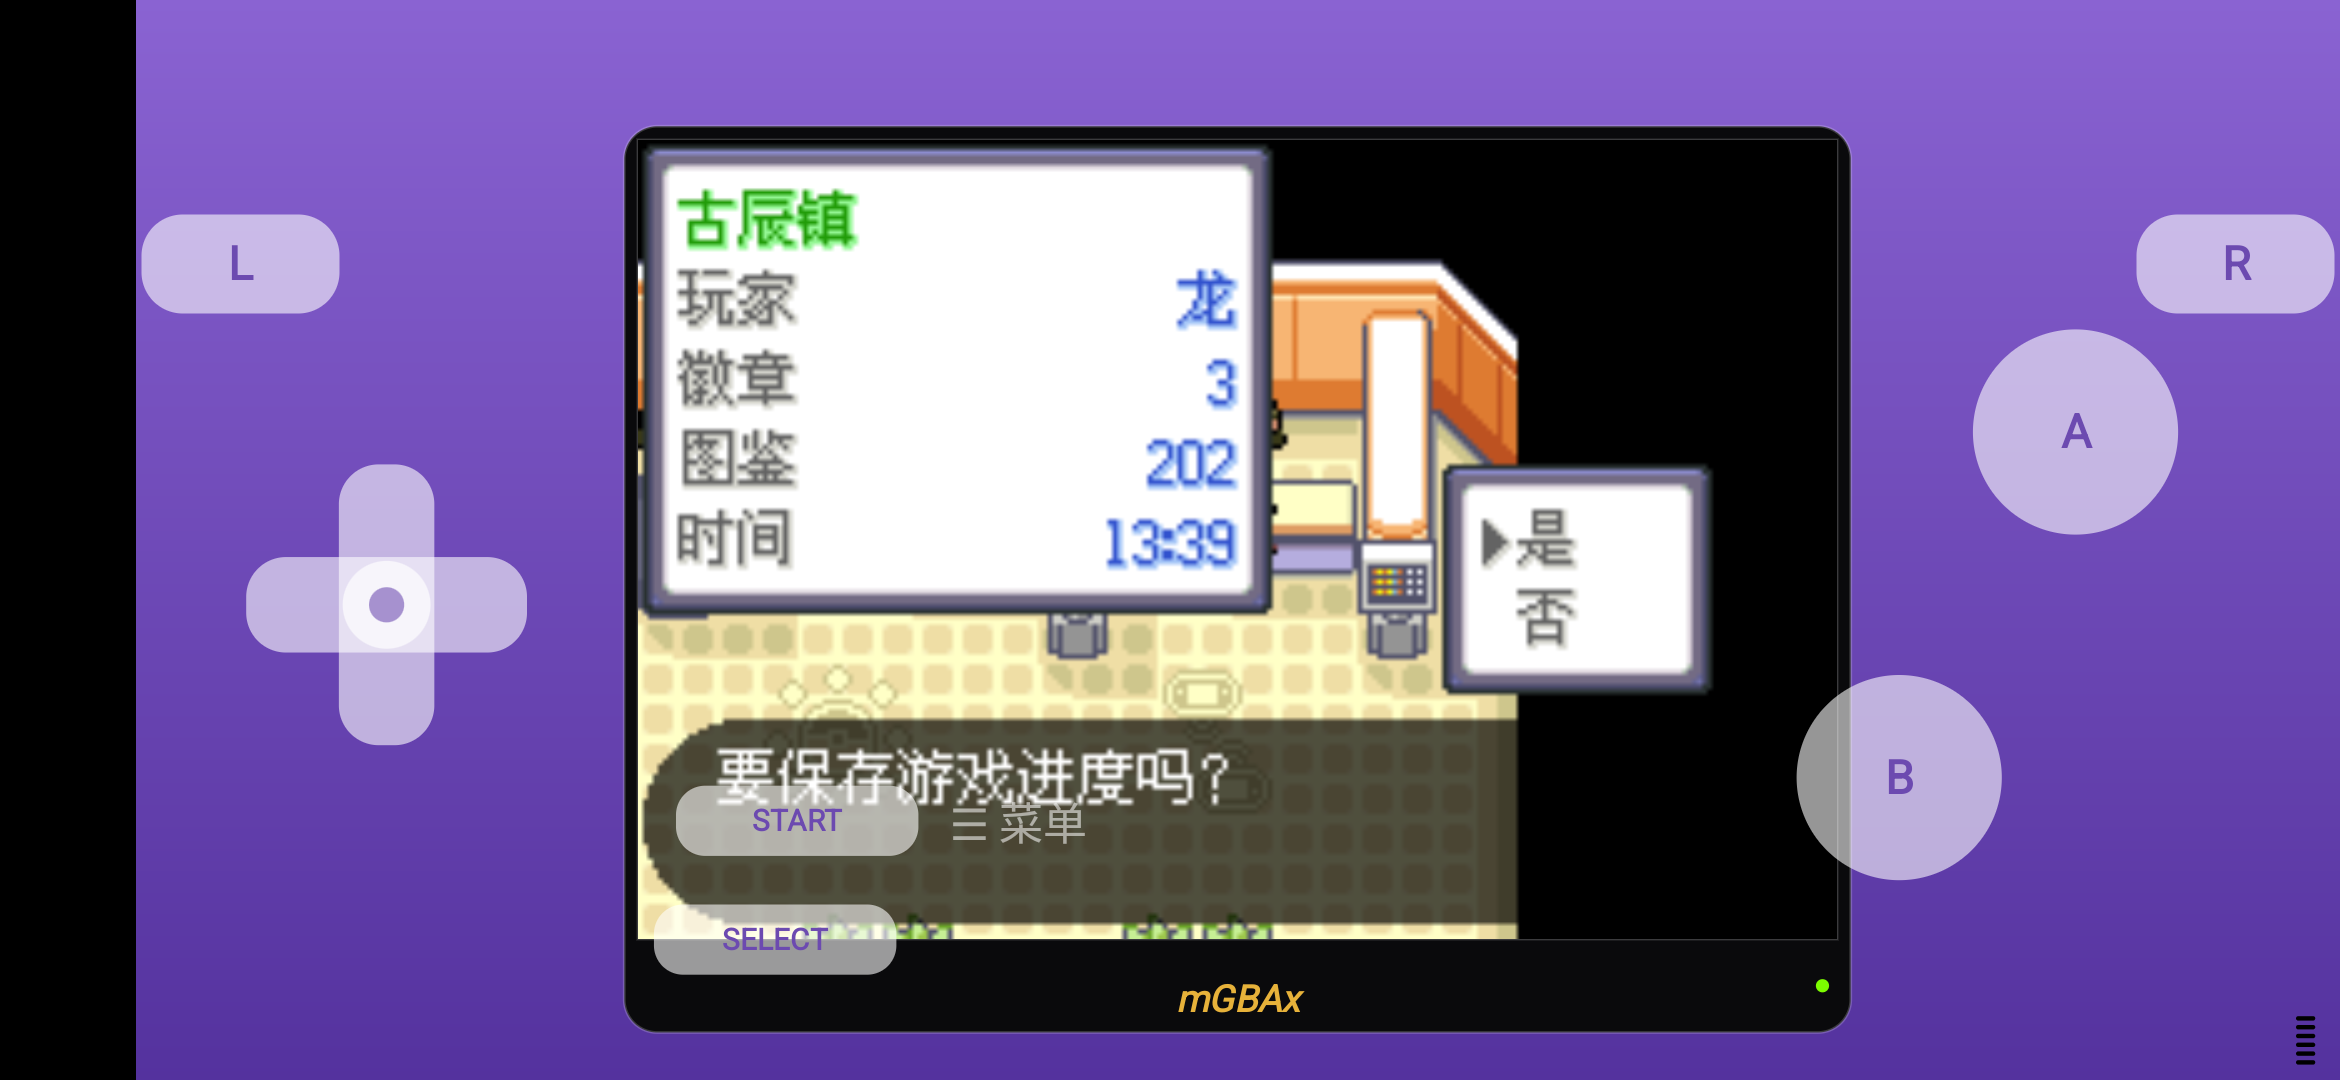 古辰镇
玩家 龙
徽章 3
图鉴 202
时间 13:39
是
否
要保存游戏进度吗?
L
R
A
B
START
☰ 菜单
SELECT
mGBAx